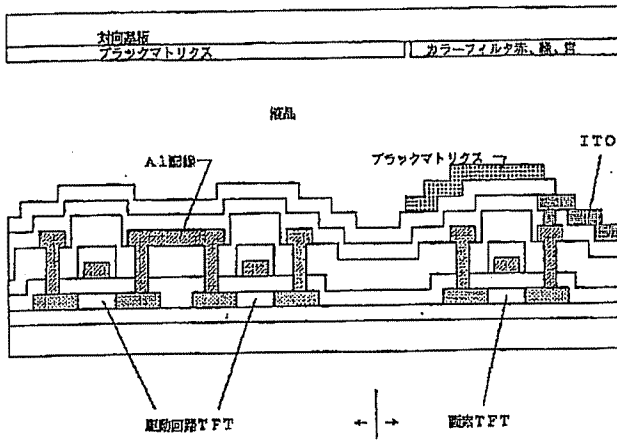 対向基板
ブラックマトリクス
カラーフィルタ赤、緑、青
液晶
ITO
Al配線
ブラックマトリクス
駆動回路TFT
画素TFT